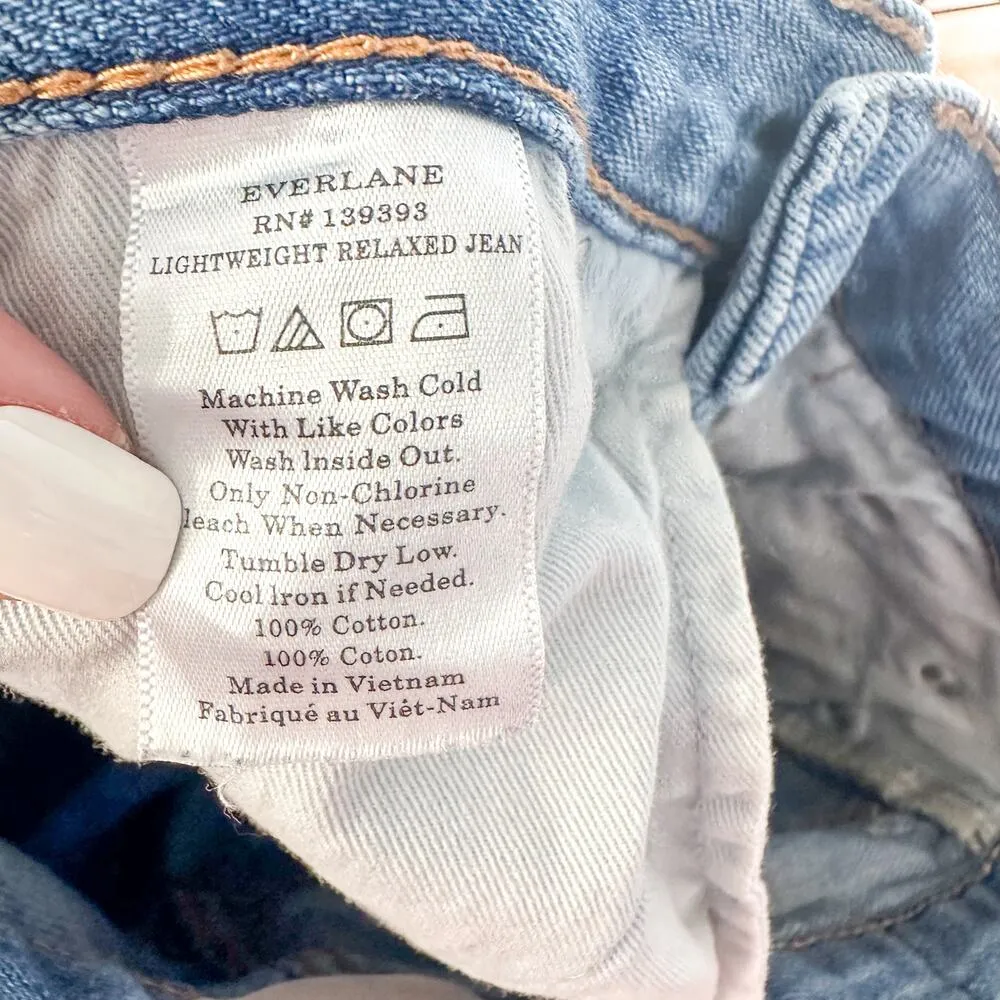 EVERLANE
RN# 139393
LIGHTWEIGHT RELAXED JEAN
Machine Wash Cold
With Like Colors
Wash Inside Out.
Only Non-Chlorine
leach When Necessary.
Tumble Dry Low.
Cool Iron if Needed.
100% Cotton.
100% Coton.
Made in Vietnam
Fabriqué au Viêt-Nam